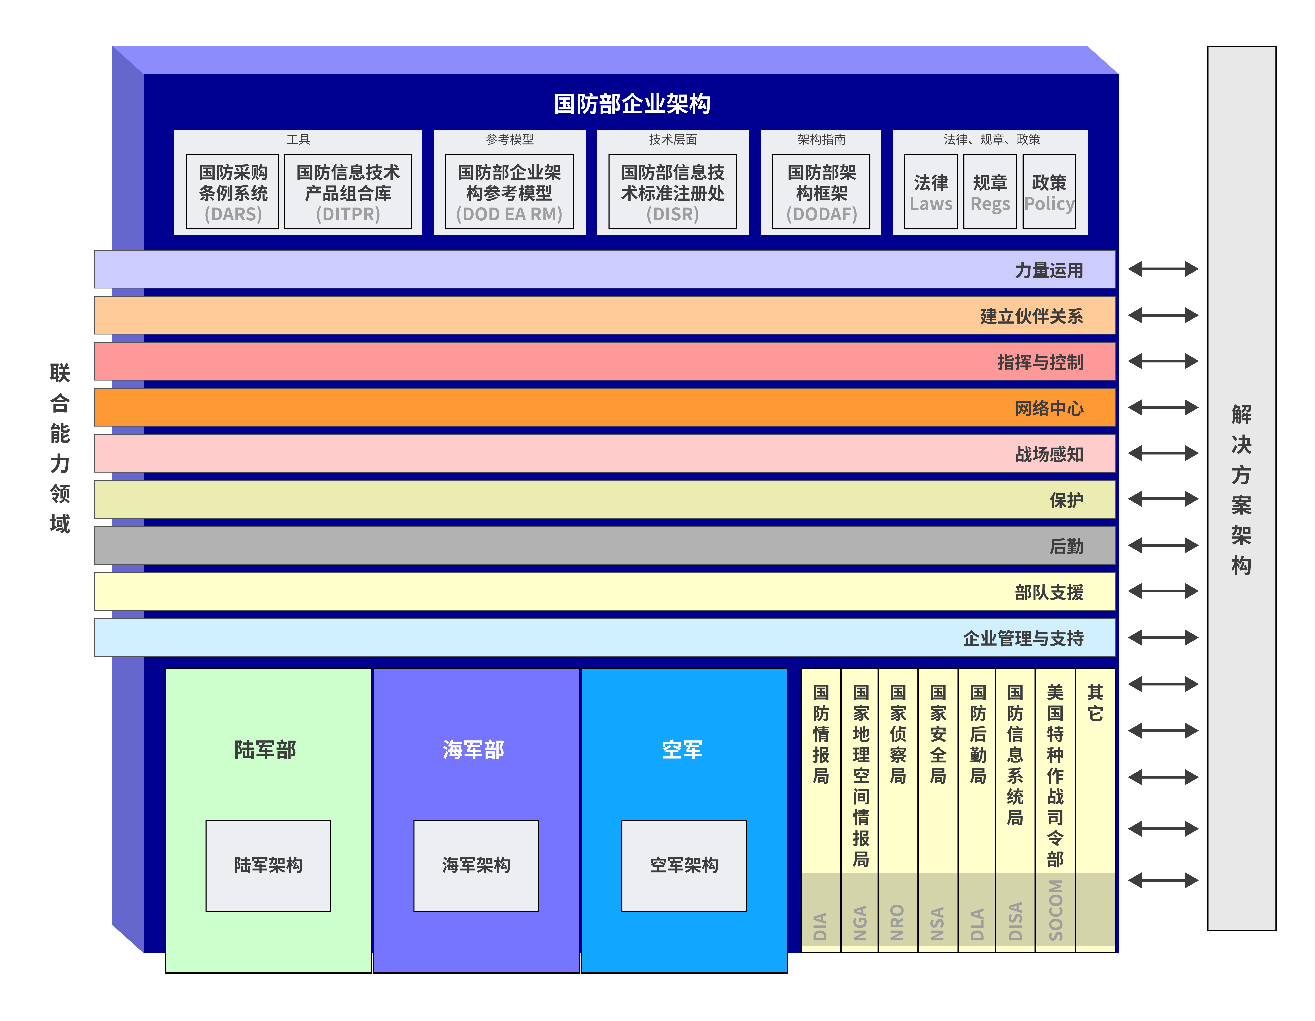 国防部企业架构
工具
国防采购
条例系统
(DARS)
国防信息技术
产品组合库
(DITPR)
参考模型
国防部企业架
构参考模型
(DOD EA RM)
技术层面
国防部信息技
术标准注册处
(DISR)
架构指南
国防部架
构框架
(DODAF)
法律、规章、政策
法律
Laws
规章
Regs
政策
Policy
联合能力领域
力量运用
建立伙伴关系
指挥与控制
网络中心
战场感知
保护
后勤
部队支援
企业管理与支持
解决方案架构
陆军部
陆军架构
海军部
海军架构
空军
空军架构
国防情报局
DIA
国家地理空间情报局
NGA
国家侦察局
NRO
国家安全局
NSA
国防后勤局
DLA
国防信息系统局
DISA
美国特种作战司令部
SOCOM
其它